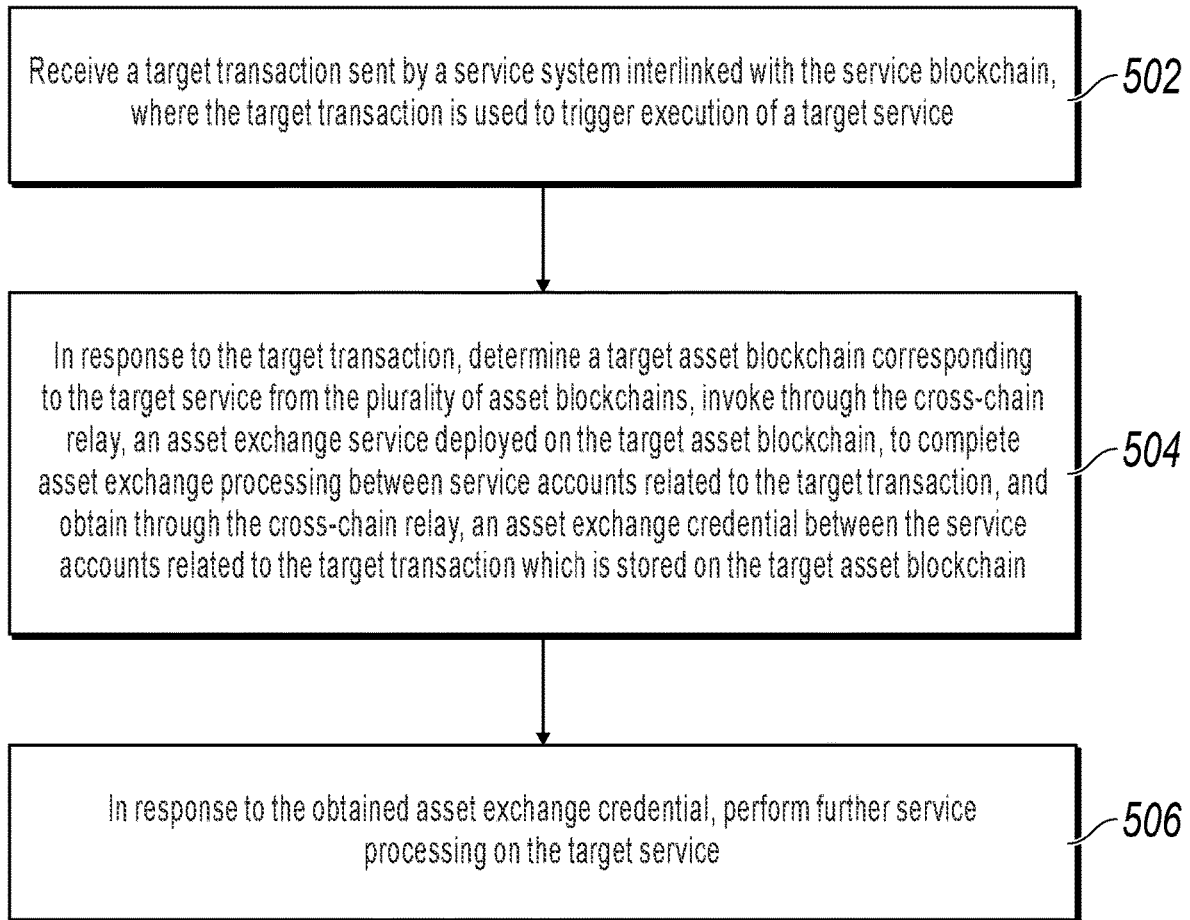 Receive a target transaction sent by a service system interlinked with the service blockchain,
where the target transaction is used to trigger execution of a target service
502
In response to the target transaction, determine a target asset blockchain corresponding
to the target service from the plurality of asset blockchains, invoke through the cross-chain
relay, an asset exchange service deployed on the target asset blockchain, to complete
asset exchange processing between service accounts related to the target transaction, and
obtain through the cross-chain relay, an asset exchange credential between the service
accounts related to the target transaction which is stored on the target asset blockchain
504
In response to the obtained asset exchange credential, perform further service
processing on the target service
506